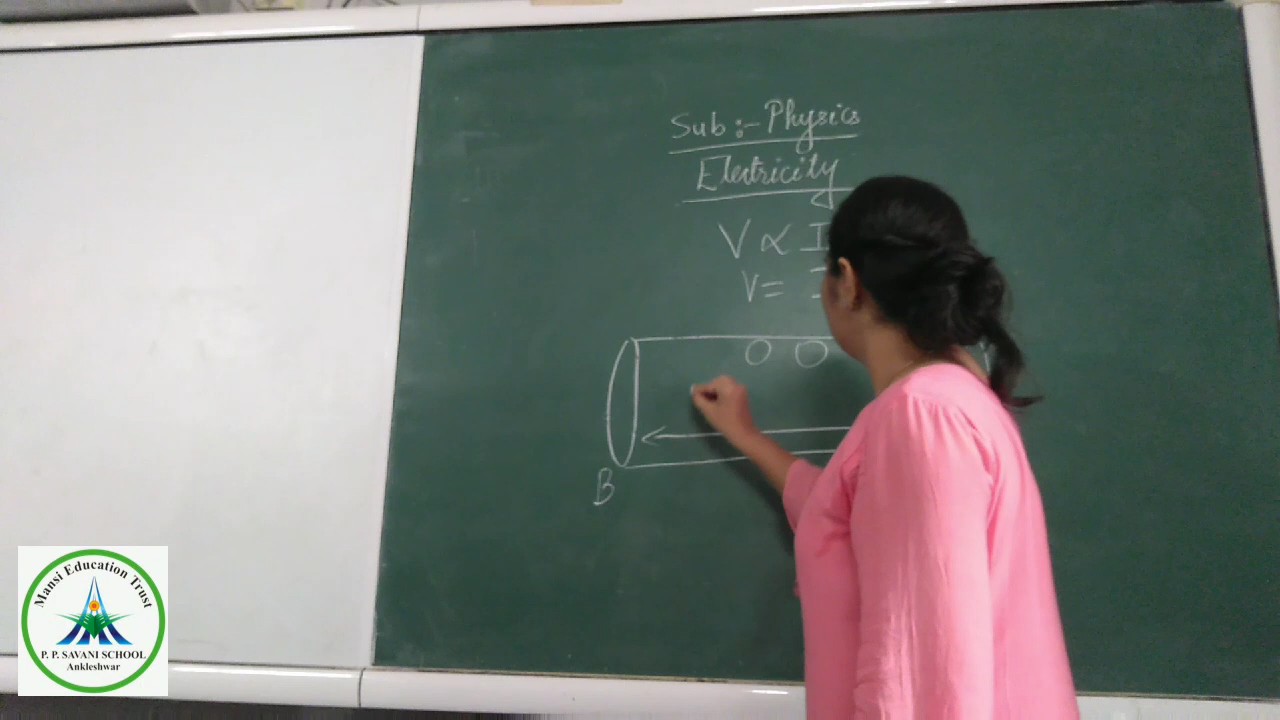 Sub :- Physics
Electricity
V ∝ I
V = I
B
Mansi Education Trust
P. P. SAVANI SCHOOL
Ankleshwar